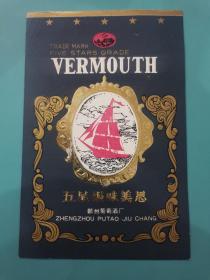 TRADE MARK
FIVE STARS GRADE
VERMOUTH
五星味美思
郑州葡萄酒厂
ZHENGZHOU PUTAO JIU CHANG